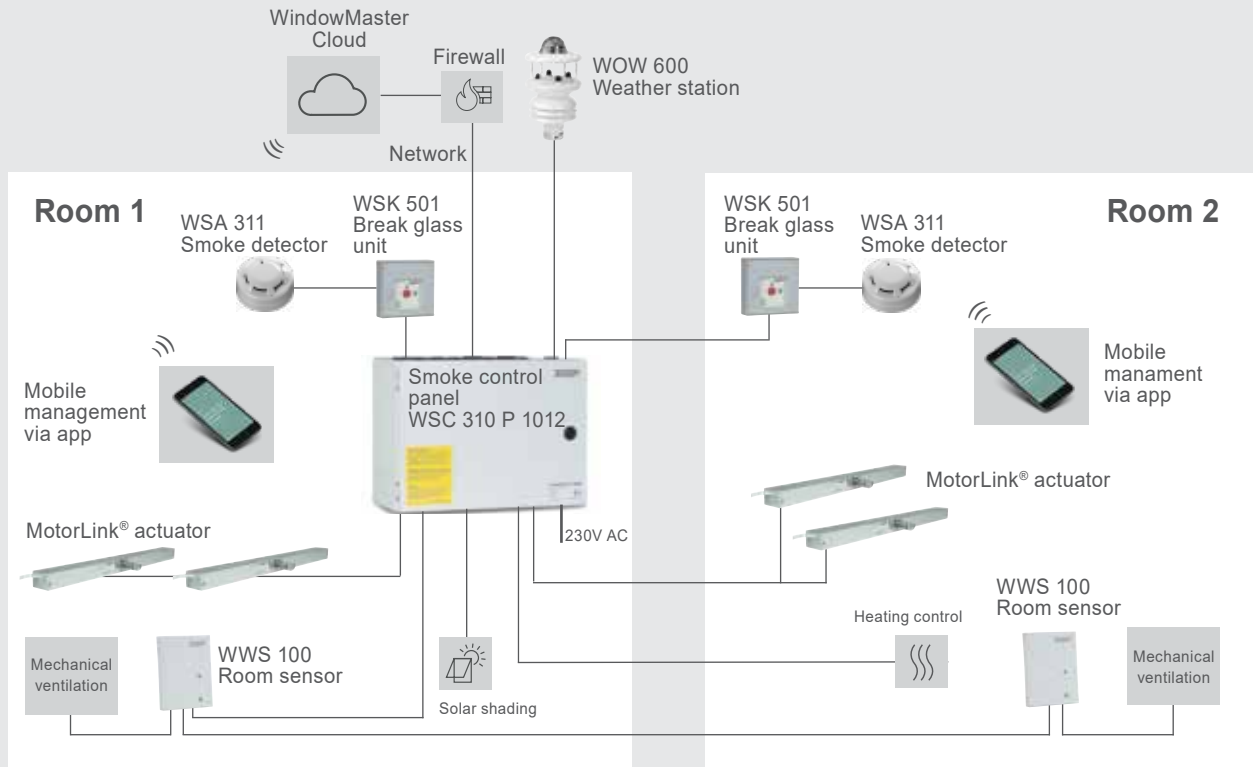 WindowMaster
Cloud
Firewall
WOW 600
Weather station
Network
Room 1
WSA 311
Smoke detector
WSK 501
Break glass
unit
WSK 501
Break glass
unit
WSA 311
Smoke detector
Room 2
Mobile
management
via app
Smoke control
panel
WSC 310 P 1012
Mobile
manament
via app
MotorLink® actuator
230V AC
MotorLink® actuator
Mechanical
ventilation
WWS 100
Room sensor
Solar shading
Heating control
WWS 100
Room sensor
Mechanical
ventilation